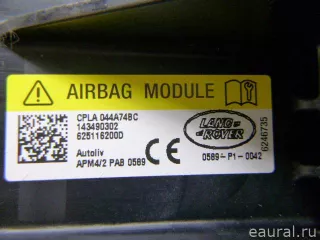 AIRBAG MODULE
CPLA 044A74BC
143490302
625116200D
LAND ROVER
Autoliv
APM4/2 PAB 0589
CE
0589-P1-0042
6246735
eaural.ru